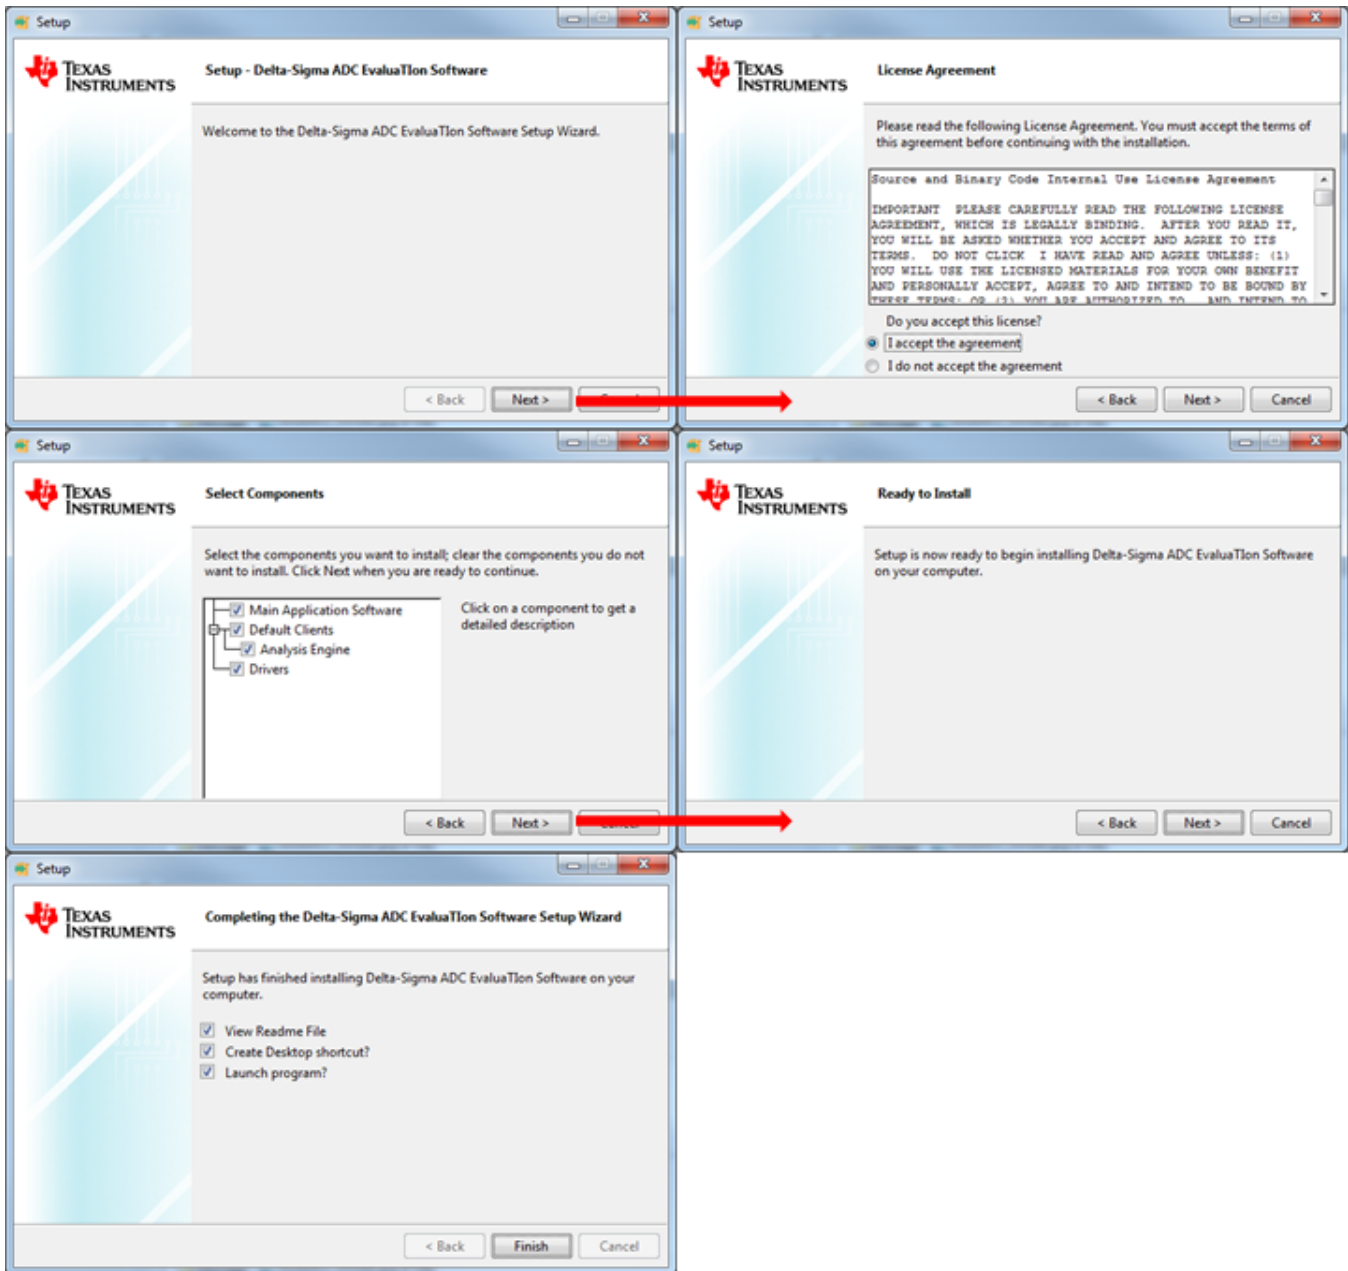 Setup
TEXAS
INSTRUMENTS
Setup - Delta-Sigma ADC EvaluaTIon Software
Welcome to the Delta-Sigma ADC EvaluaTIon Software Setup Wizard.
< Back
Next >
Setup
TEXAS
INSTRUMENTS
License Agreement
Please read the following License Agreement. You must accept the terms of
this agreement before continuing with the installation.
Source and Binary Code Internal Use License Agreement
IMPORTANT PLEASE CAREFULLY READ THE FOLLOWING LICENSE
AGREEMENT, WHICH IS LEGALLY BINDING. AFTER YOU READ IT,
YOU WILL BE ASKED WHETHER YOU ACCEPT AND AGREE TO ITS
TERMS. DO NOT CLICK I HAVE READ AND AGREE UNLESS: (1)
YOU WILL USE THE LICENSED MATERIALS FOR YOUR OWN BENEFIT
AND PERSONALLY ACCEPT, AGREE TO AND INTEND TO BE BOUND BY
THESE TERMS; OR (2) YOU ARE AUTHORIZED TO, AND INTEND TO
Do you accept this license?
I accept the agreement
I do not accept the agreement
< Back
Next >
Cancel
Setup
TEXAS
INSTRUMENTS
Select Components
Select the components you want to install; clear the components you do not
want to install. Click Next when you are ready to continue.
Main Application Software
Default Clients
Analysis Engine
Drivers
Click on a component to get a
detailed description
< Back
Next >
Setup
TEXAS
INSTRUMENTS
Ready to Install
Setup is now ready to begin installing Delta-Sigma ADC EvaluaTIon Software
on your computer.
< Back
Next >
Cancel
Setup
TEXAS
INSTRUMENTS
Completing the Delta-Sigma ADC EvaluaTIon Software Setup Wizard
Setup has finished installing Delta-Sigma ADC EvaluaTIon Software on your
computer.
View Readme File
Create Desktop shortcut?
Launch program?
< Back
Finish
Cancel